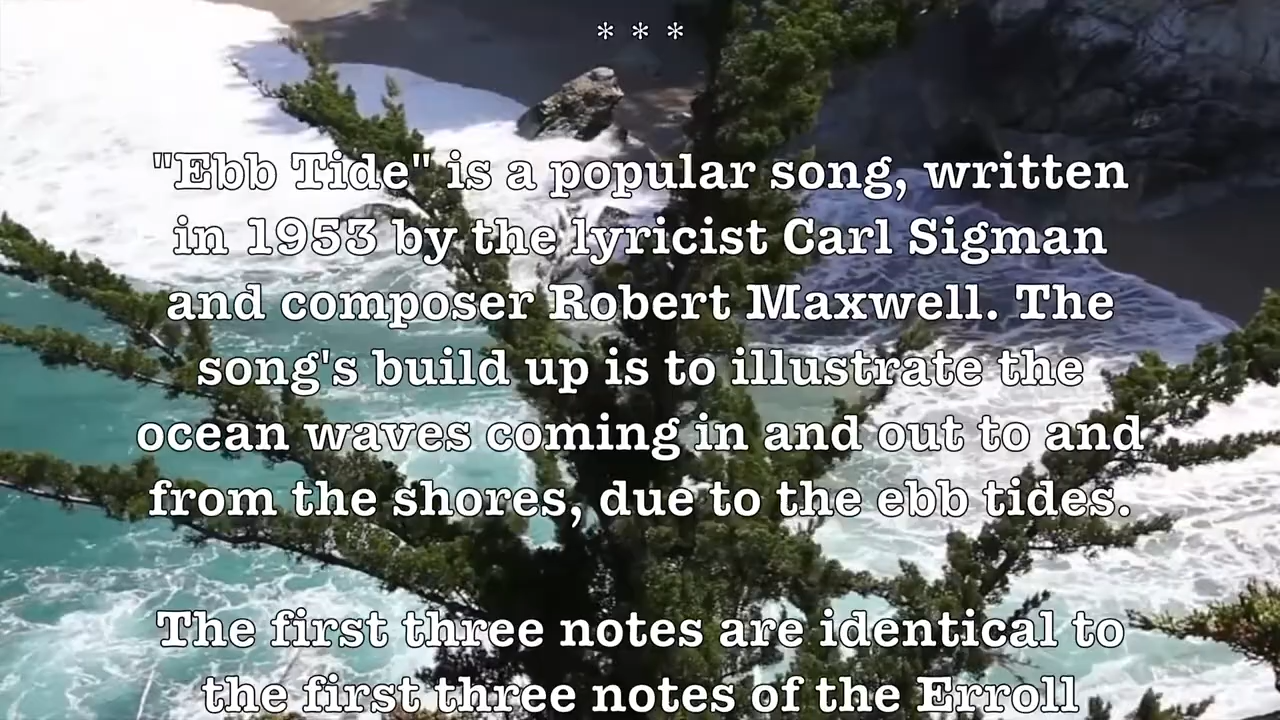 * * *
"Ebb Tide" is a popular song, written
in 1953 by the lyricist Carl Sigman
and composer Robert Maxwell. The
song's build up is to illustrate the
ocean waves coming in and out to and
from the shores, due to the ebb tides.
The first three notes are identical to
the first three notes of the Erroll